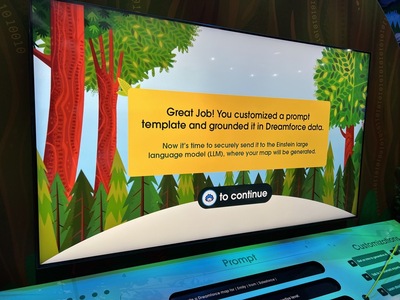 Great Job! You customized a prompt
template and grounded it in Dreamforce data.
Now it's time to securely send it to the Einstein large
language model (LLM), where your map will be generated.
to continue
Prompt
Customizations